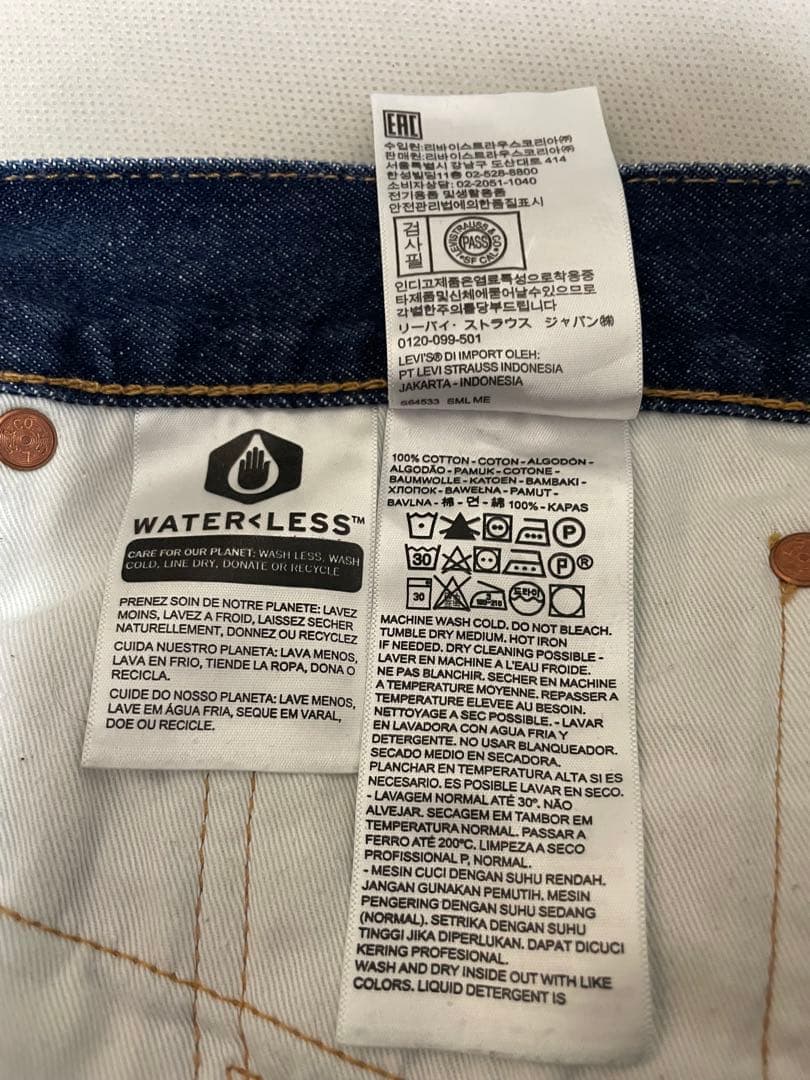 EAC
수입원:리바이스트라우스코리아㈜
판매원:리바이스트라우스코리아㈜
서울특별시 강남구 도산대로 414
한성빌딩11층 02-528-8800
소비자상담: 02-2051-1040
전기용품 및생활용품
안전관리법에의한품질표시
검사필
LEVI STRAUSS & CO
PASS
SF CAL
인디고제품은염료특성으로착용중
타제품및신체에묻어날수있으므로
각별한주의를당부드립니다
リーバイ・ストラウス ジャパン㈱
0120-099-501
LEVI'S® DI IMPORT OLEH:
PT LEVI STRAUSS INDONESIA
JAKARTA - INDONESIA
S64533 SML ME
WATER<LESS™
CARE FOR OUR PLANET: WASH LESS, WASH
COLD, LINE DRY, DONATE OR RECYCLE
PRENEZ SOIN DE NOTRE PLANETE: LAVEZ
MOINS, LAVEZ A FROID, LAISSEZ SECHER
NATURELLEMENT, DONNEZ OU RECYCLEZ
CUIDA NUESTRO PLANETA: LAVA MENOS,
LAVA EN FRIO, TIENDE LA ROPA, DONA O
RECICLA.
CUIDE DO NOSSO PLANETA: LAVE MENOS,
LAVE EM ÁGUA FRIA, SEQUE EM VARAL,
DOE OU RECICLE.
100% COTTON - COTON - ALGODÓN -
ALGODÃO - PAMUK - COTONE -
BAUMWOLLE - KATOEN - BAMBAKI -
ХЛОПОК - BAWEŁNA - PAMUT -
BAVLNA - 棉 - 면 - 綿 100% - KAPAS
P
30 P®
30 드라이
MACHINE WASH COLD. DO NOT BLEACH.
TUMBLE DRY MEDIUM. HOT IRON
IF NEEDED. DRY CLEANING POSSIBLE -
LAVER EN MACHINE A L'EAU FROIDE.
NE PAS BLANCHIR. SECHER EN MACHINE
A TEMPERATURE MOYENNE. REPASSER A
TEMPERATURE ELEVEE AU BESOIN.
NETTOYAGE A SEC POSSIBLE. - LAVAR
EN LAVADORA CON AGUA FRIA Y
DETERGENTE. NO USAR BLANQUEADOR.
SECADO MEDIO EN SECADORA.
PLANCHAR EN TEMPERATURA ALTA SI ES
NECESARIO. ES POSIBLE LAVAR EN SECO.
- LAVAGEM NORMAL ATÉ 30º. NÃO
ALVEJAR. SECAGEM EM TAMBOR EM
TEMPERATURA NORMAL. PASSAR A
FERRO ATÉ 200ºC. LIMPEZA A SECO
PROFISSIONAL P, NORMAL.
- MESIN CUCI DENGAN SUHU RENDAH.
JANGAN GUNAKAN PEMUTIH. MESIN
PENGERING DENGAN SUHU SEDANG
(NORMAL). SETRIKA DENGAN SUHU
TINGGI JIKA DIPERLUKAN. DAPAT DICUCI
KERING PROFESIONAL.
WASH AND DRY INSIDE OUT WITH LIKE
COLORS. LIQUID DETERGENT IS